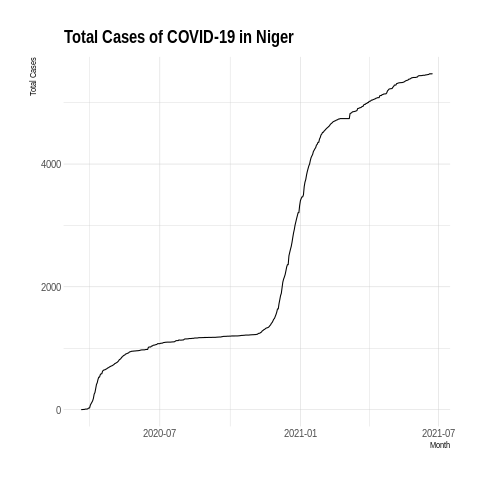 Total Cases of COVID-19 in Niger
Total Cases
4000
2000
0
2020-07
2021-01
2021-07
Month